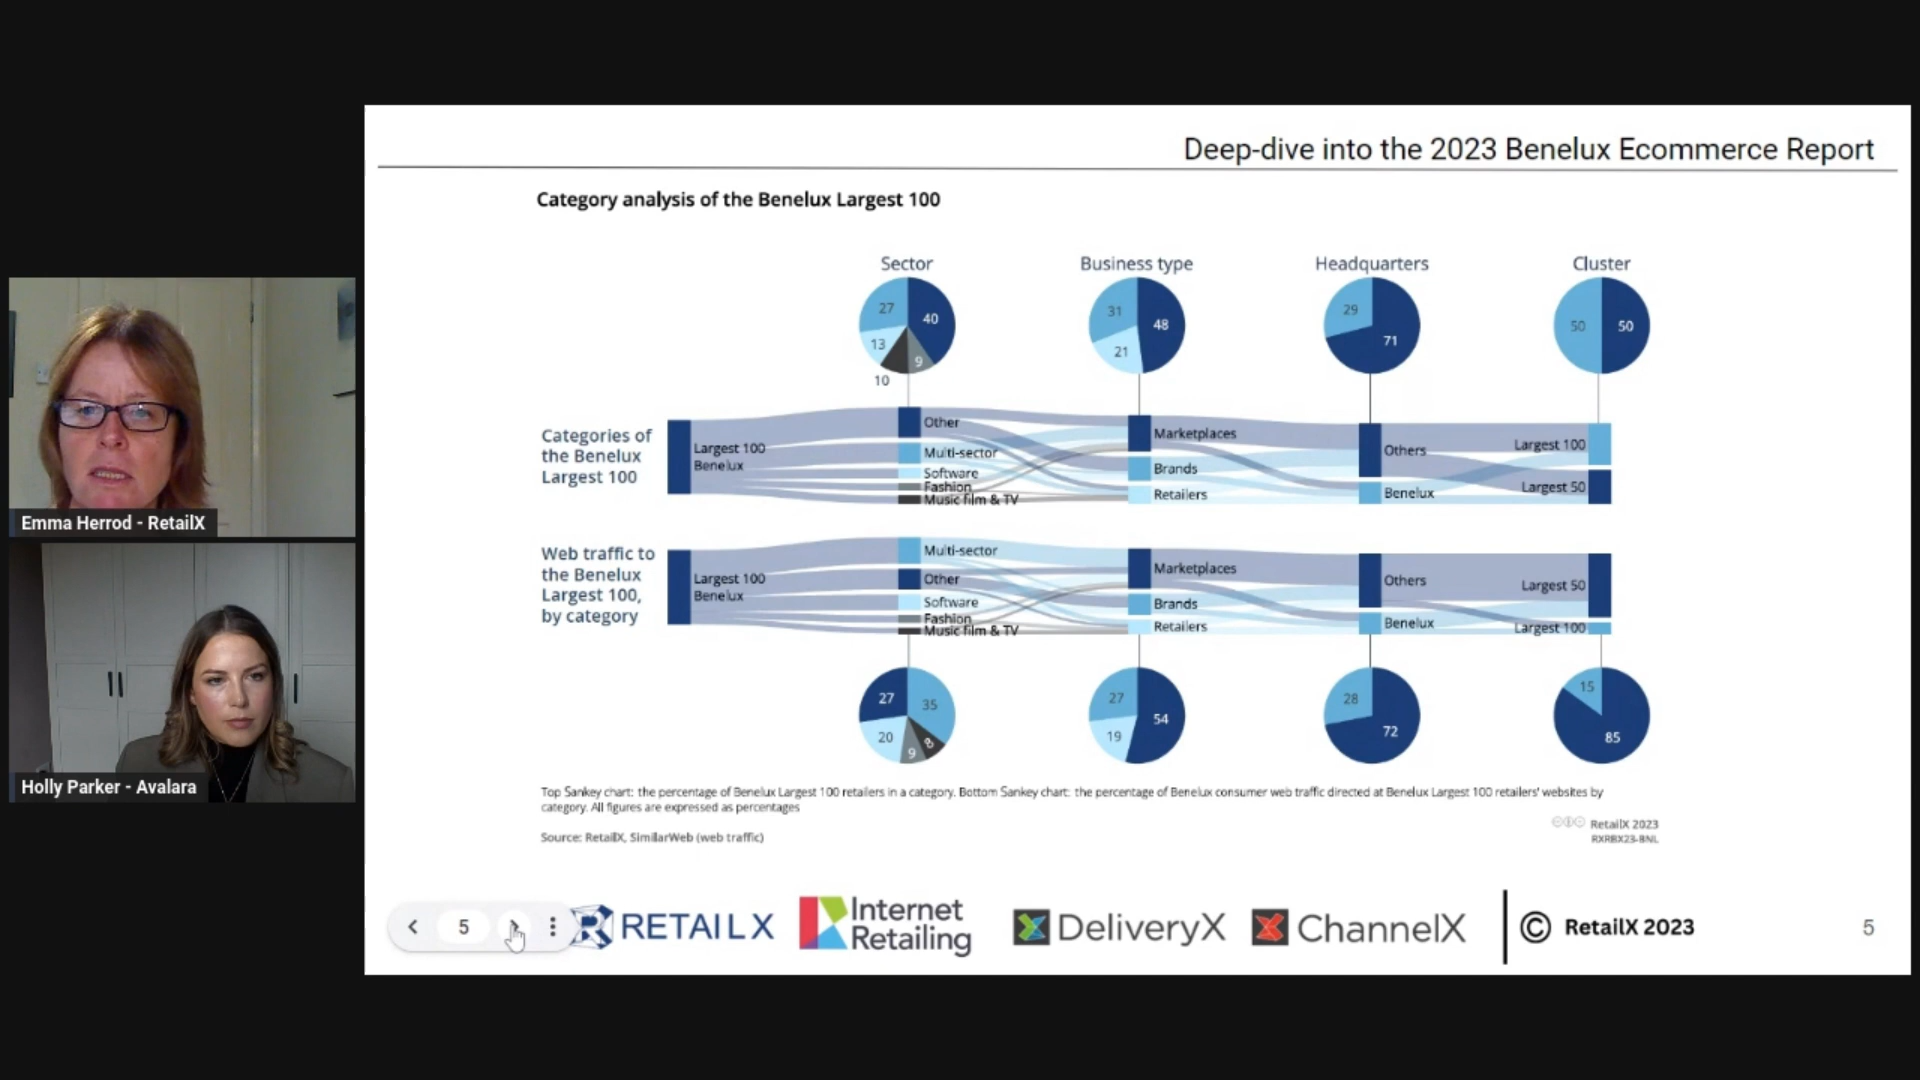 Deep-dive into the 2023 Benelux Ecommerce Report
Category analysis of the Benelux Largest 100
Sector
Business type
Headquarters
Cluster
27
40
13
9
10
31
48
21
29
71
50
50
Categories of
the Benelux
Largest 100
Largest 100
Benelux
Other
Multi-sector
Software
Fashion
Music film & TV
Marketplaces
Brands
Retailers
Others
Benelux
Largest 100
Largest 50
Web traffic to
the Benelux
Largest 100,
by category
Largest 100
Benelux
Multi-sector
Other
Software
Fashion
Music film & TV
Marketplaces
Brands
Retailers
Others
Benelux
Largest 50
Largest 100
27
35
20
9
8
27
54
19
28
72
15
85
Top Sankey chart: the percentage of Benelux Largest 100 retailers in a category. Bottom Sankey chart: the percentage of Benelux consumer web traffic directed at Benelux Largest 100 retailers' websites by
category. All figures are expressed as percentages
Source: RetailX, SimilarWeb (web traffic)
RetailX 2023
RXRBX23-BNL
Emma Herrod - RetailX
Holly Parker - Avalara
5
RETAILX
Internet
Retailing
DeliveryX
ChannelX
© RetailX 2023
5